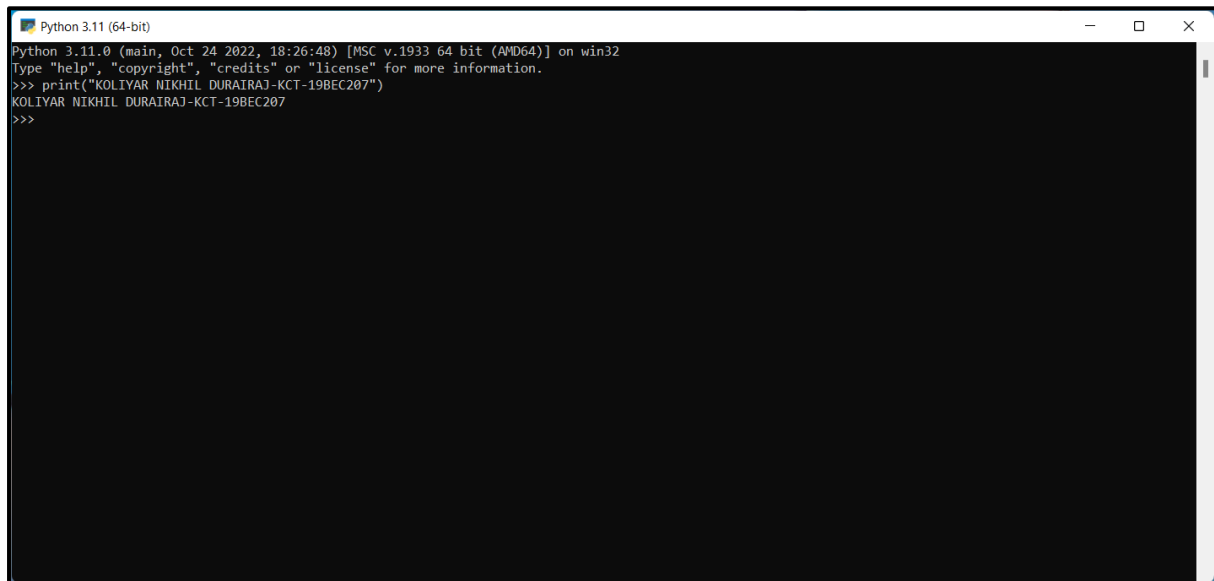 Python 3.11 (64-bit)
Python 3.11.0 (main, Oct 24 2022, 18:26:48) [MSC v.1933 64 bit (AMD64)] on win32
Type "help", "copyright", "credits" or "license" for more information.
>>> print("KOLIYAR NIKHIL DURAIRAJ-KCT-19BEC207")
KOLIYAR NIKHIL DURAIRAJ-KCT-19BEC207
>>>